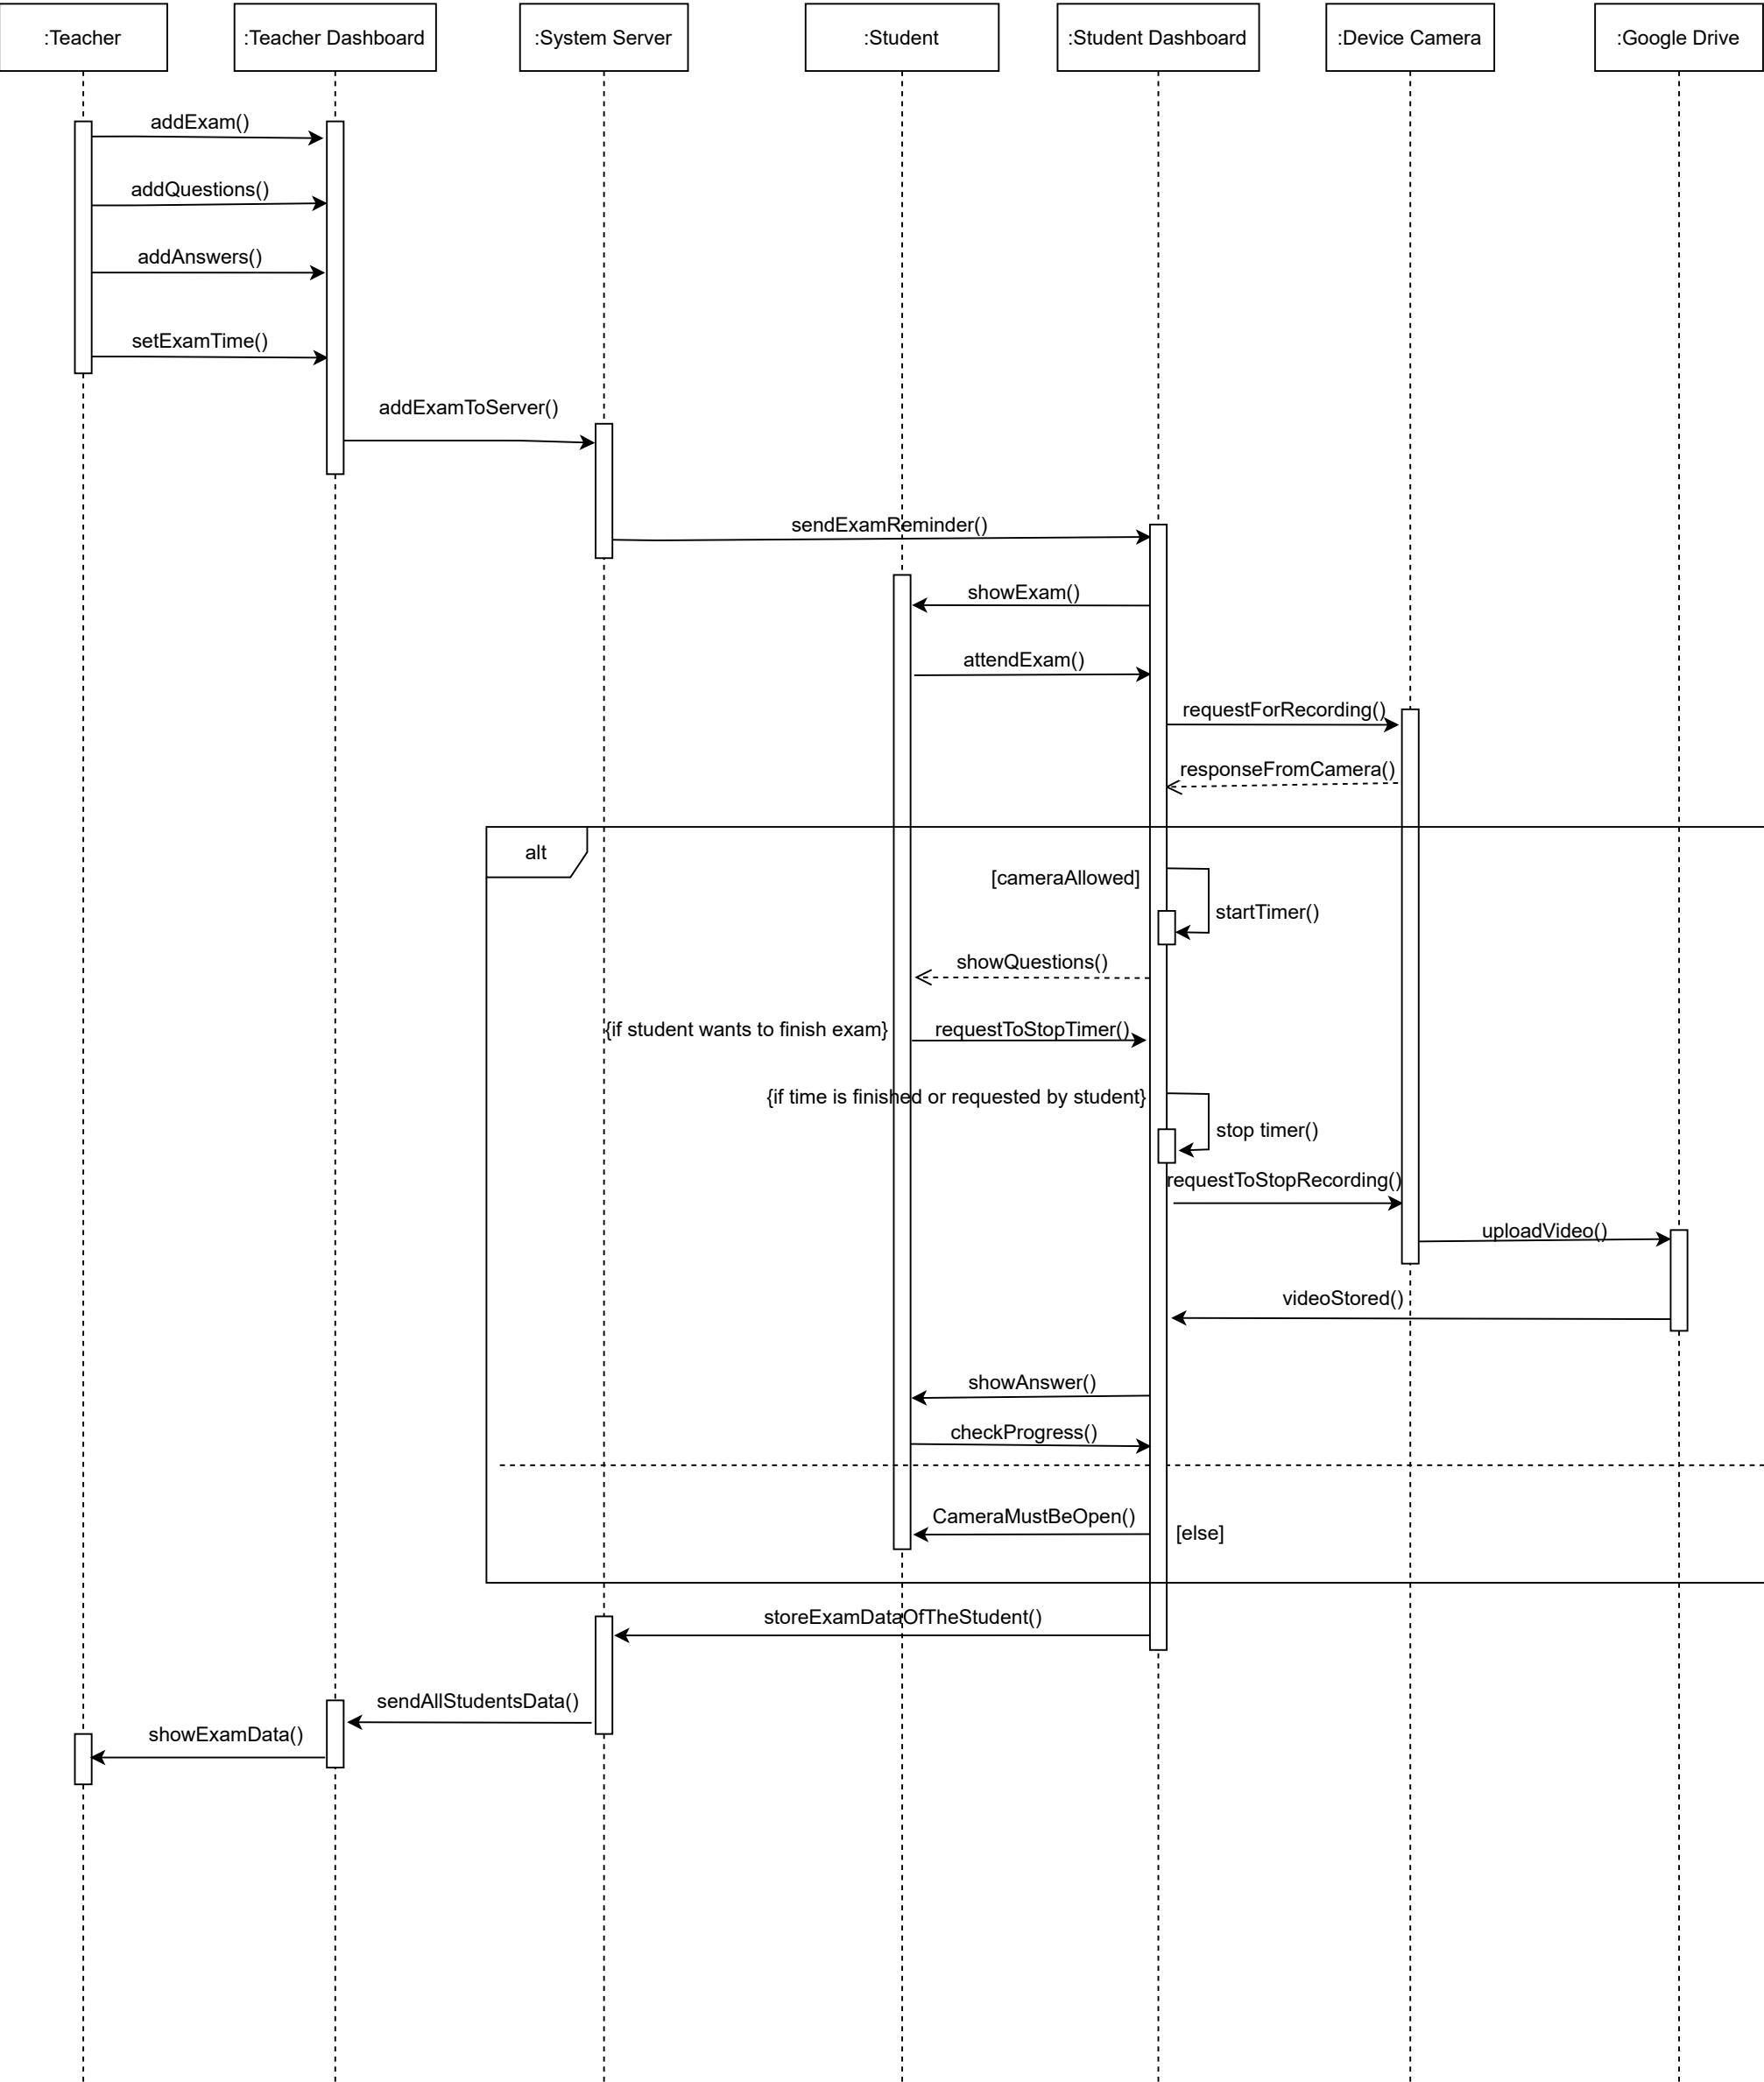 :Teacher
:Teacher Dashboard
:System Server
:Student
:Student Dashboard
:Device Camera
:Google Drive
addExam()
addQuestions()
addAnswers()
setExamTime()
addExamToServer()
sendExamReminder()
showExam()
attendExam()
requestForRecording()
responseFromCamera()
alt
[cameraAllowed]
startTimer()
showQuestions()
{if student wants to finish exam}
requestToStopTimer()
{if time is finished or requested by student}
stop timer()
requestToStopRecording()
uploadVideo()
videoStored()
showAnswer()
checkProgress()
CameraMustBeOpen()
[else]
storeExamDataOfTheStudent()
sendAllStudentsData()
showExamData()